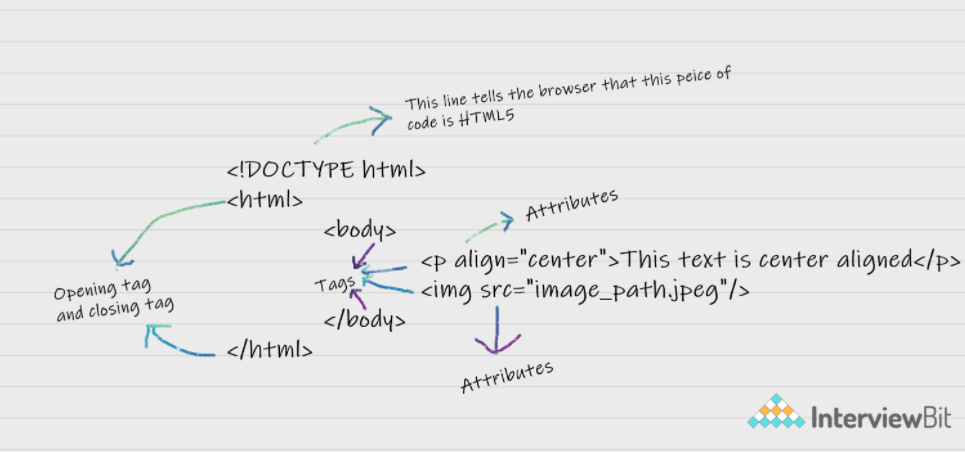 This line tells the browser that this peice of
code is HTML5
<!DOCTYPE html>
<html>
Attributes
<body>
<p align="center">This text is center aligned</p>
Tags
<img src="image_path.jpeg"/>
Opening tag
and closing tag
</body>
</html>
Attributes
InterviewBit